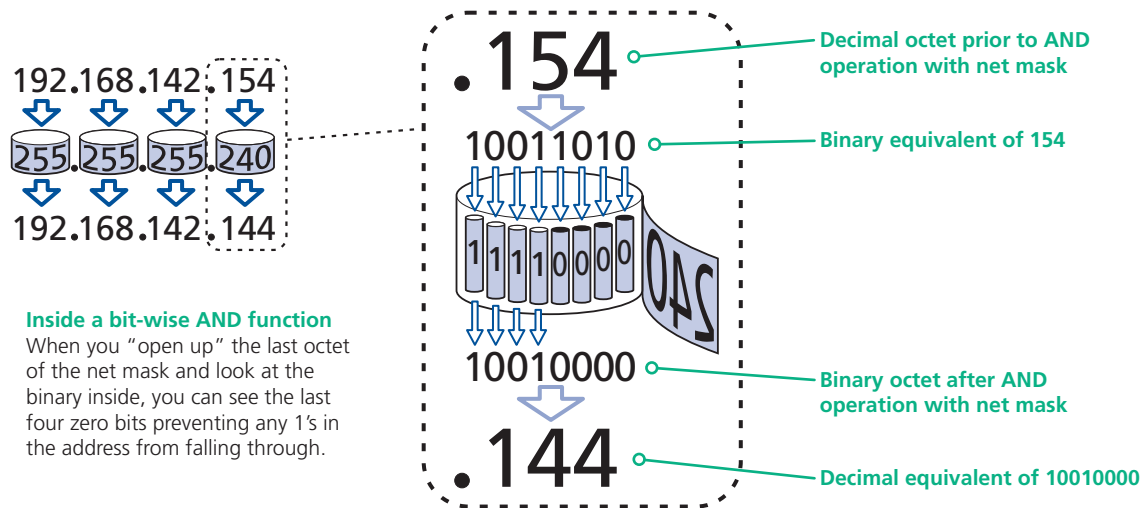 192.168.142.154
255.255.255.240
192.168.142.144
Inside a bit-wise AND function
When you “open up” the last octet
of the net mask and look at the
binary inside, you can see the last
four zero bits preventing any 1’s in
the address from falling through.
.154
10011010
11110000
240
10010000
.144
Decimal octet prior to AND
operation with net mask
Binary equivalent of 154
Binary octet after AND
operation with net mask
Decimal equivalent of 10010000